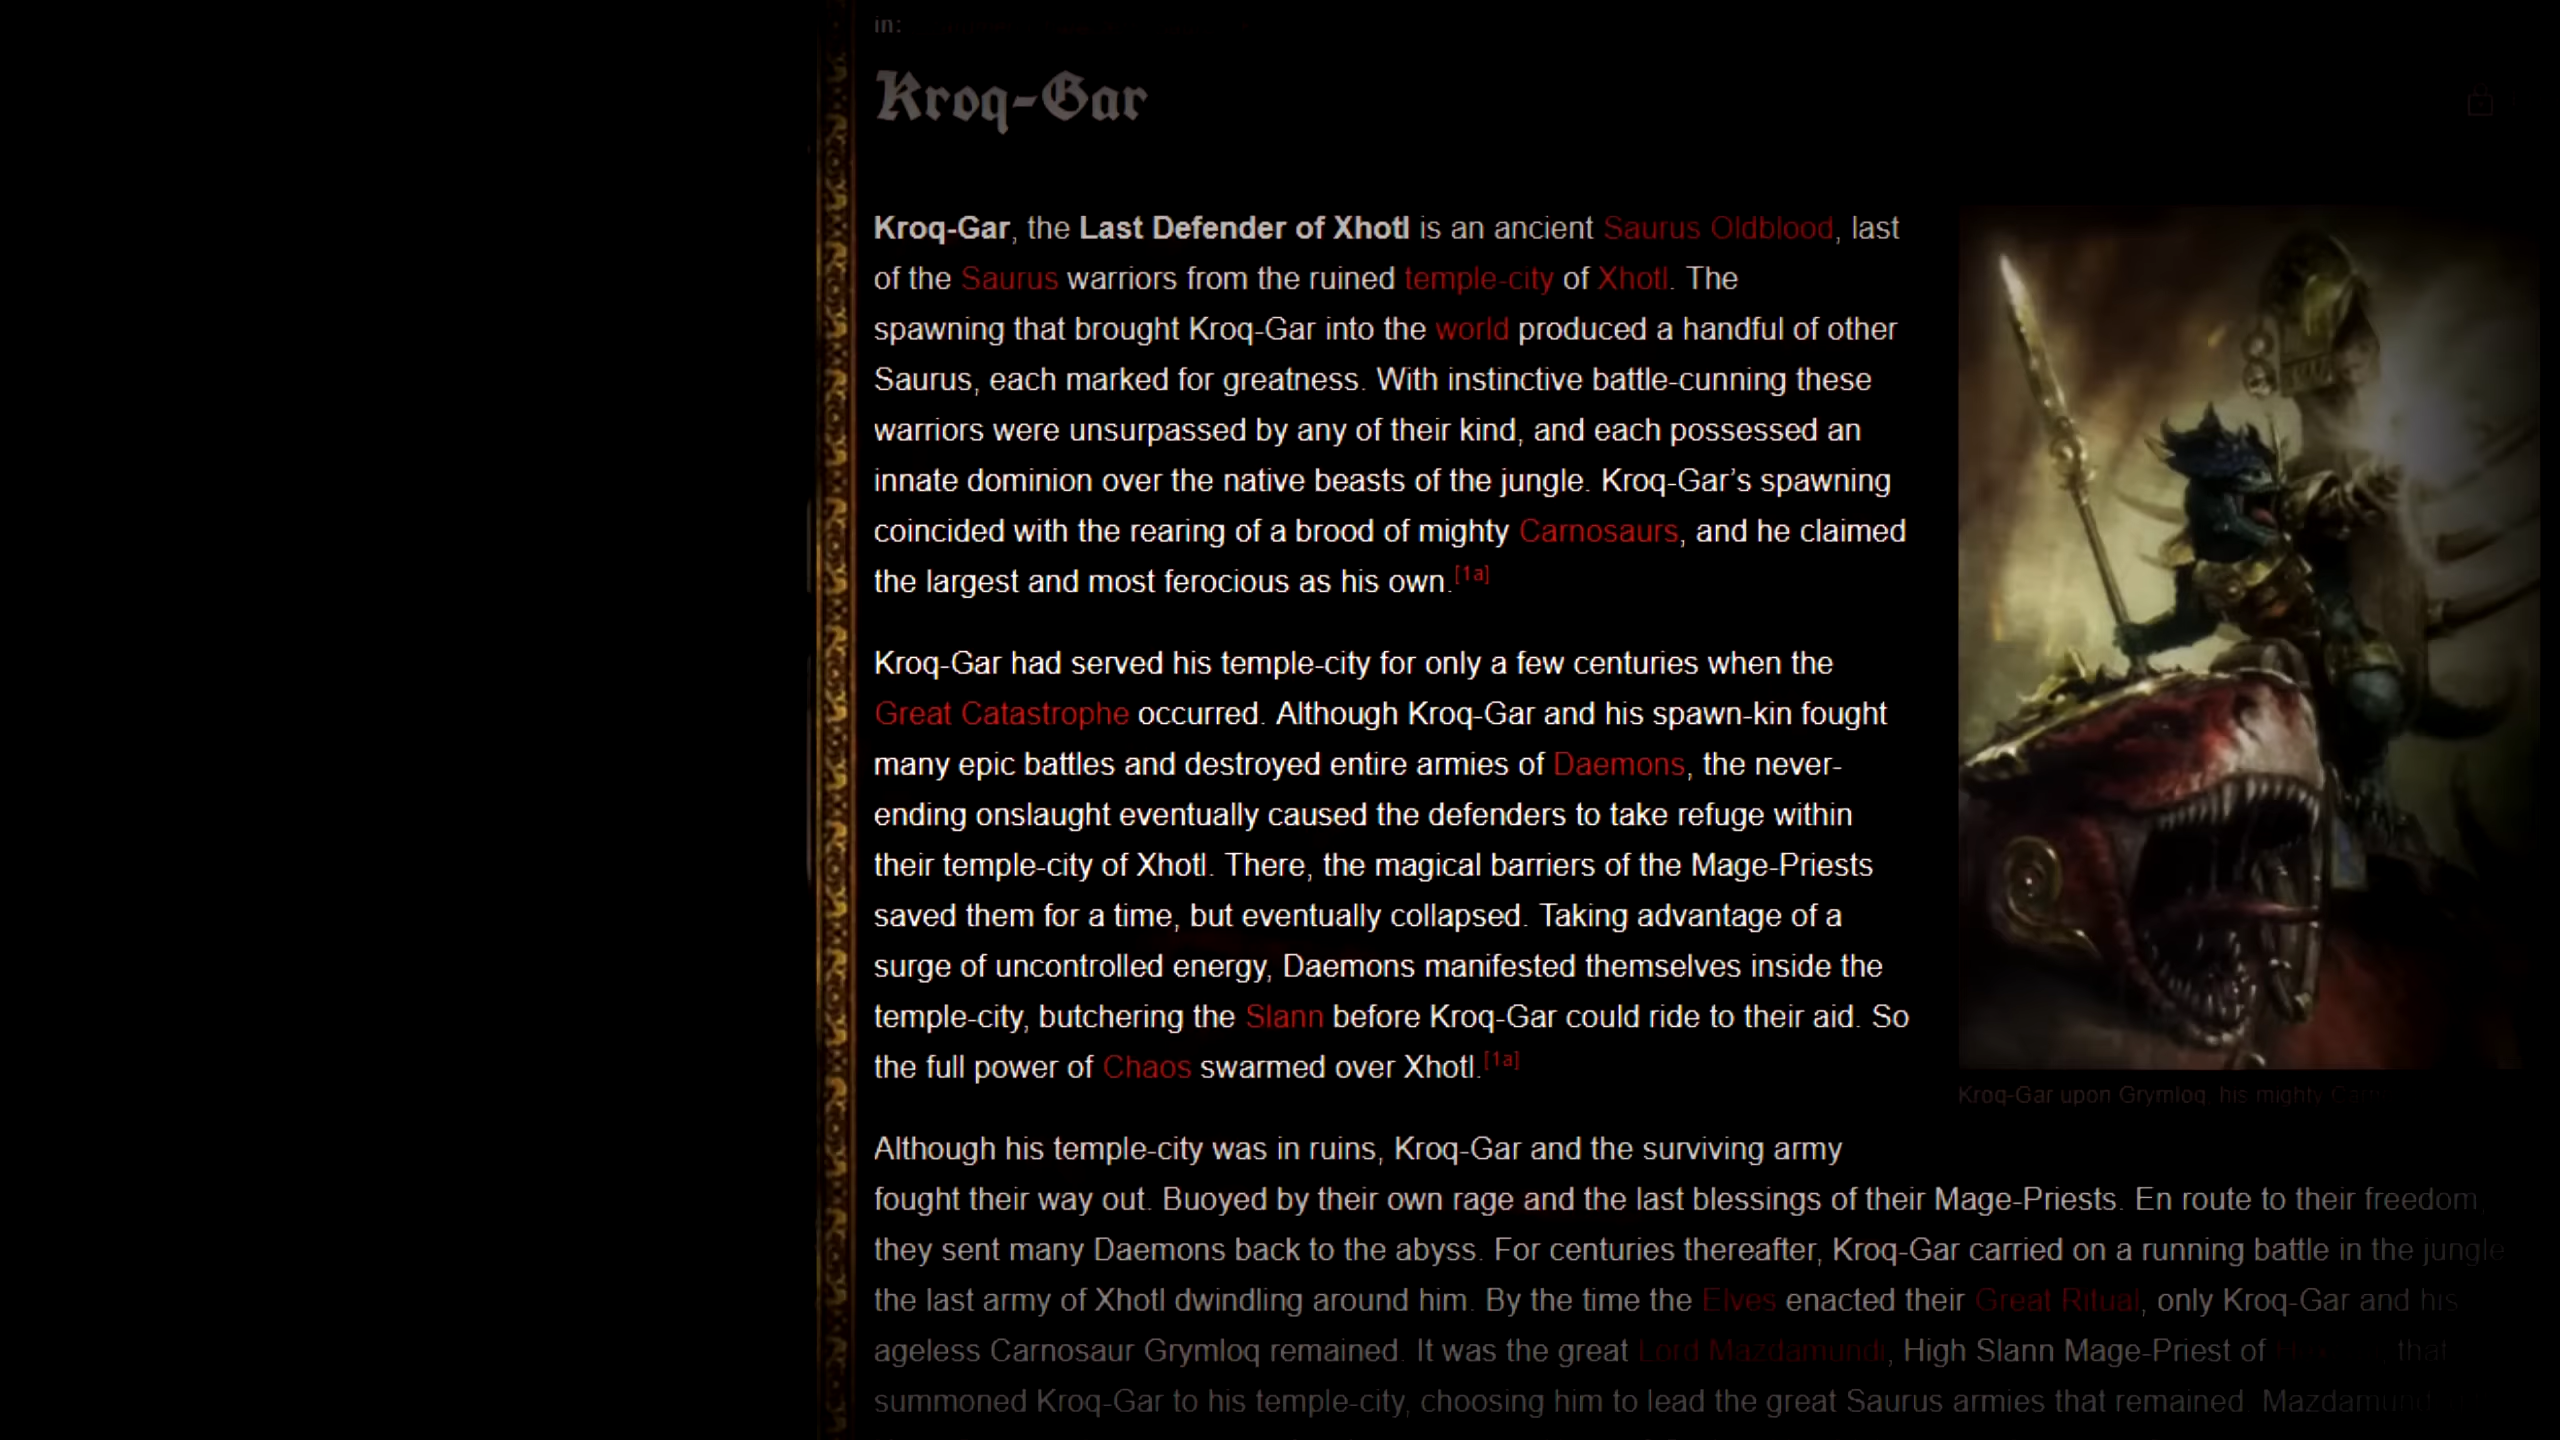 in:
Kroq-Gar
Kroq-Gar, the Last Defender of Xhotl is an ancient Saurus Oldblood, last
of the Saurus warriors from the ruined temple-city of Xhotl. The
spawning that brought Kroq-Gar into the world produced a handful of other
Saurus, each marked for greatness. With instinctive battle-cunning these
warriors were unsurpassed by any of their kind, and each possessed an
innate dominion over the native beasts of the jungle. Kroq-Gar’s spawning
coincided with the rearing of a brood of mighty Carnosaurs, and he claimed
the largest and most ferocious as his own.[1a]
Kroq-Gar had served his temple-city for only a few centuries when the
Great Catastrophe occurred. Although Kroq-Gar and his spawn-kin fought
many epic battles and destroyed entire armies of Daemons, the never-
ending onslaught eventually caused the defenders to take refuge within
their temple-city of Xhotl. There, the magical barriers of the Mage-Priests
saved them for a time, but eventually collapsed. Taking advantage of a
surge of uncontrolled energy, Daemons manifested themselves inside the
temple-city, butchering the Slann before Kroq-Gar could ride to their aid. So
the full power of Chaos swarmed over Xhotl.[1a]
Kroq-Gar upon Grymloq, his mighty
Although his temple-city was in ruins, Kroq-Gar and the surviving army
fought their way out. Buoyed by their own rage and the last blessings of their Mage-Priests. En route to their freedom,
they sent many Daemons back to the abyss. For centuries thereafter, Kroq-Gar carried on a running battle in the jungle
the last army of Xhotl dwindling around him. By the time the Elves enacted their Great Ritual, only Kroq-Gar and his
ageless Carnosaur Grymloq remained. It was the great Lord Mazdamundi, High Slann Mage-Priest of , that
summoned Kroq-Gar to his temple-city, choosing him to lead the great Saurus armies that remained.